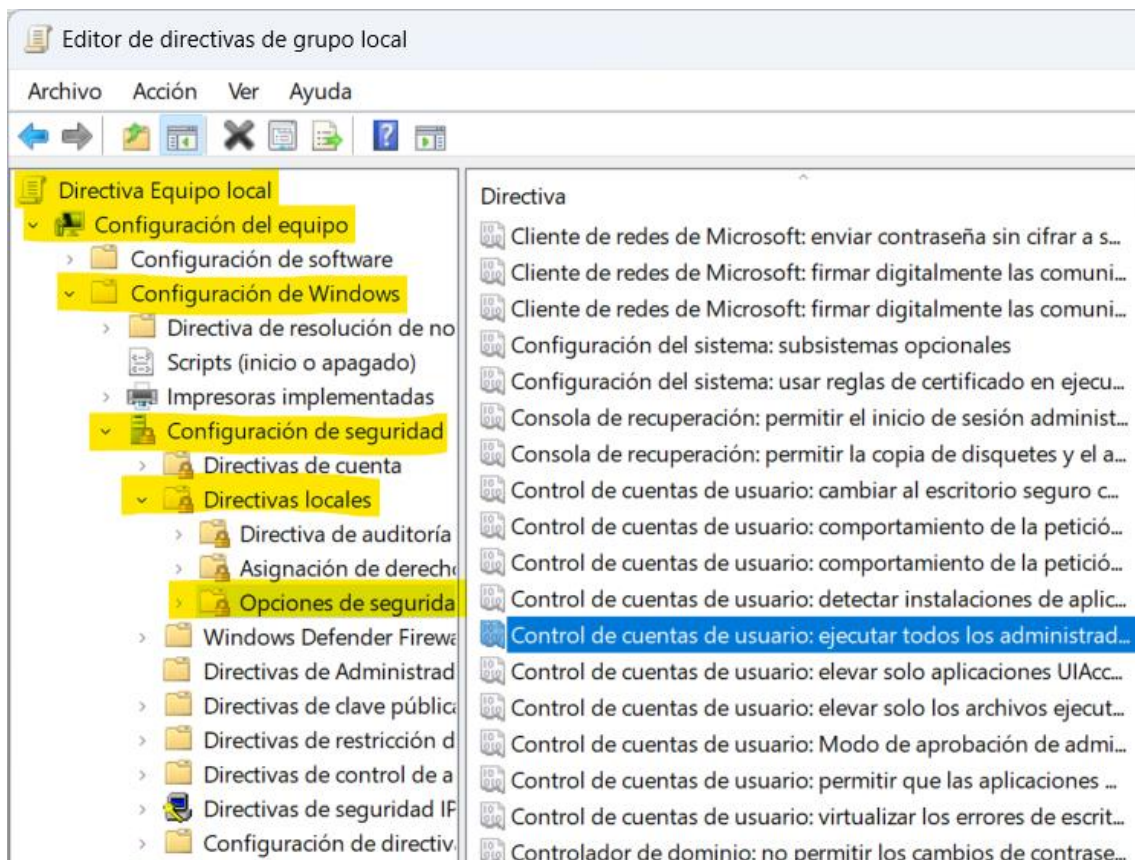 Editor de directivas de grupo local
Archivo Acción Ver Ayuda
Directiva Equipo local
Configuración del equipo
Configuración de software
Configuración de Windows
Directiva de resolución de no
Scripts (inicio o apagado)
Impresoras implementadas
Configuración de seguridad
Directivas de cuenta
Directivas locales
Directiva de auditoría
Asignación de derech
Opciones de segurida
Windows Defender Firew
Directivas de Administrad
Directivas de clave públic
Directivas de restricción d
Directivas de control de a
Directivas de seguridad IP
Configuración de directiv
Directiva
Cliente de redes de Microsoft: enviar contraseña sin cifrar a s...
Cliente de redes de Microsoft: firmar digitalmente las comuni...
Cliente de redes de Microsoft: firmar digitalmente las comuni...
Configuración del sistema: subsistemas opcionales
Configuración del sistema: usar reglas de certificado en ejecu...
Consola de recuperación: permitir el inicio de sesión administ...
Consola de recuperación: permitir la copia de disquetes y el a...
Control de cuentas de usuario: cambiar al escritorio seguro c...
Control de cuentas de usuario: comportamiento de la petició...
Control de cuentas de usuario: comportamiento de la petició...
Control de cuentas de usuario: detectar instalaciones de aplic...
Control de cuentas de usuario: ejecutar todos los administrad...
Control de cuentas de usuario: elevar solo aplicaciones UIAcc...
Control de cuentas de usuario: elevar solo los archivos ejecut...
Control de cuentas de usuario: Modo de aprobación de admi...
Control de cuentas de usuario: permitir que las aplicaciones ...
Control de cuentas de usuario: virtualizar los errores de escrit...
Controlador de dominio: no permitir los cambios de contrase...